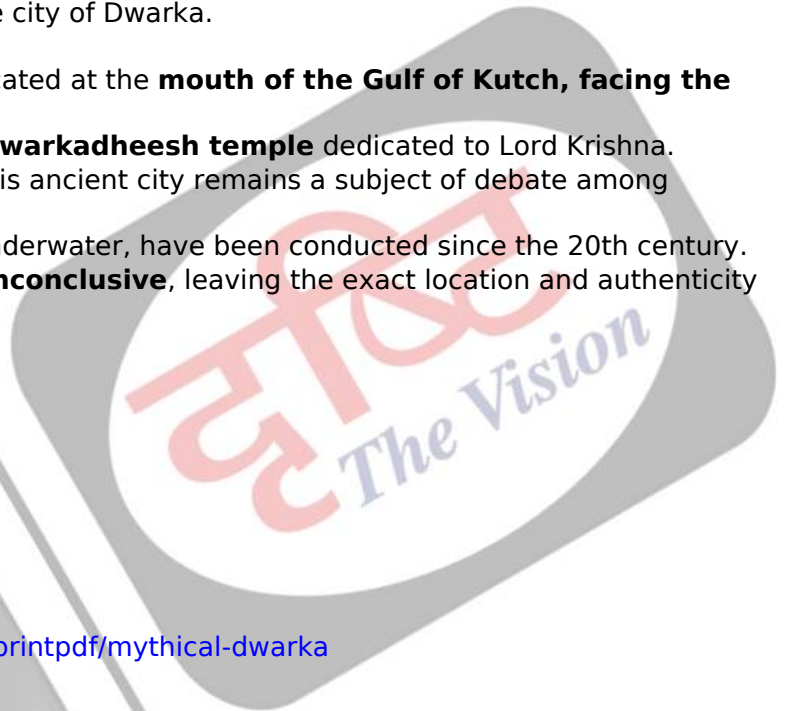 e city of Dwarka.
ated at the mouth of the Gulf of Kutch, facing the
warkadheesh temple dedicated to Lord Krishna.
is ancient city remains a subject of debate among
nderwater, have been conducted since the 20th century.
nconclusive, leaving the exact location and authenticity
दृष्टि
The Vision
printpdf/mythical-dwarka